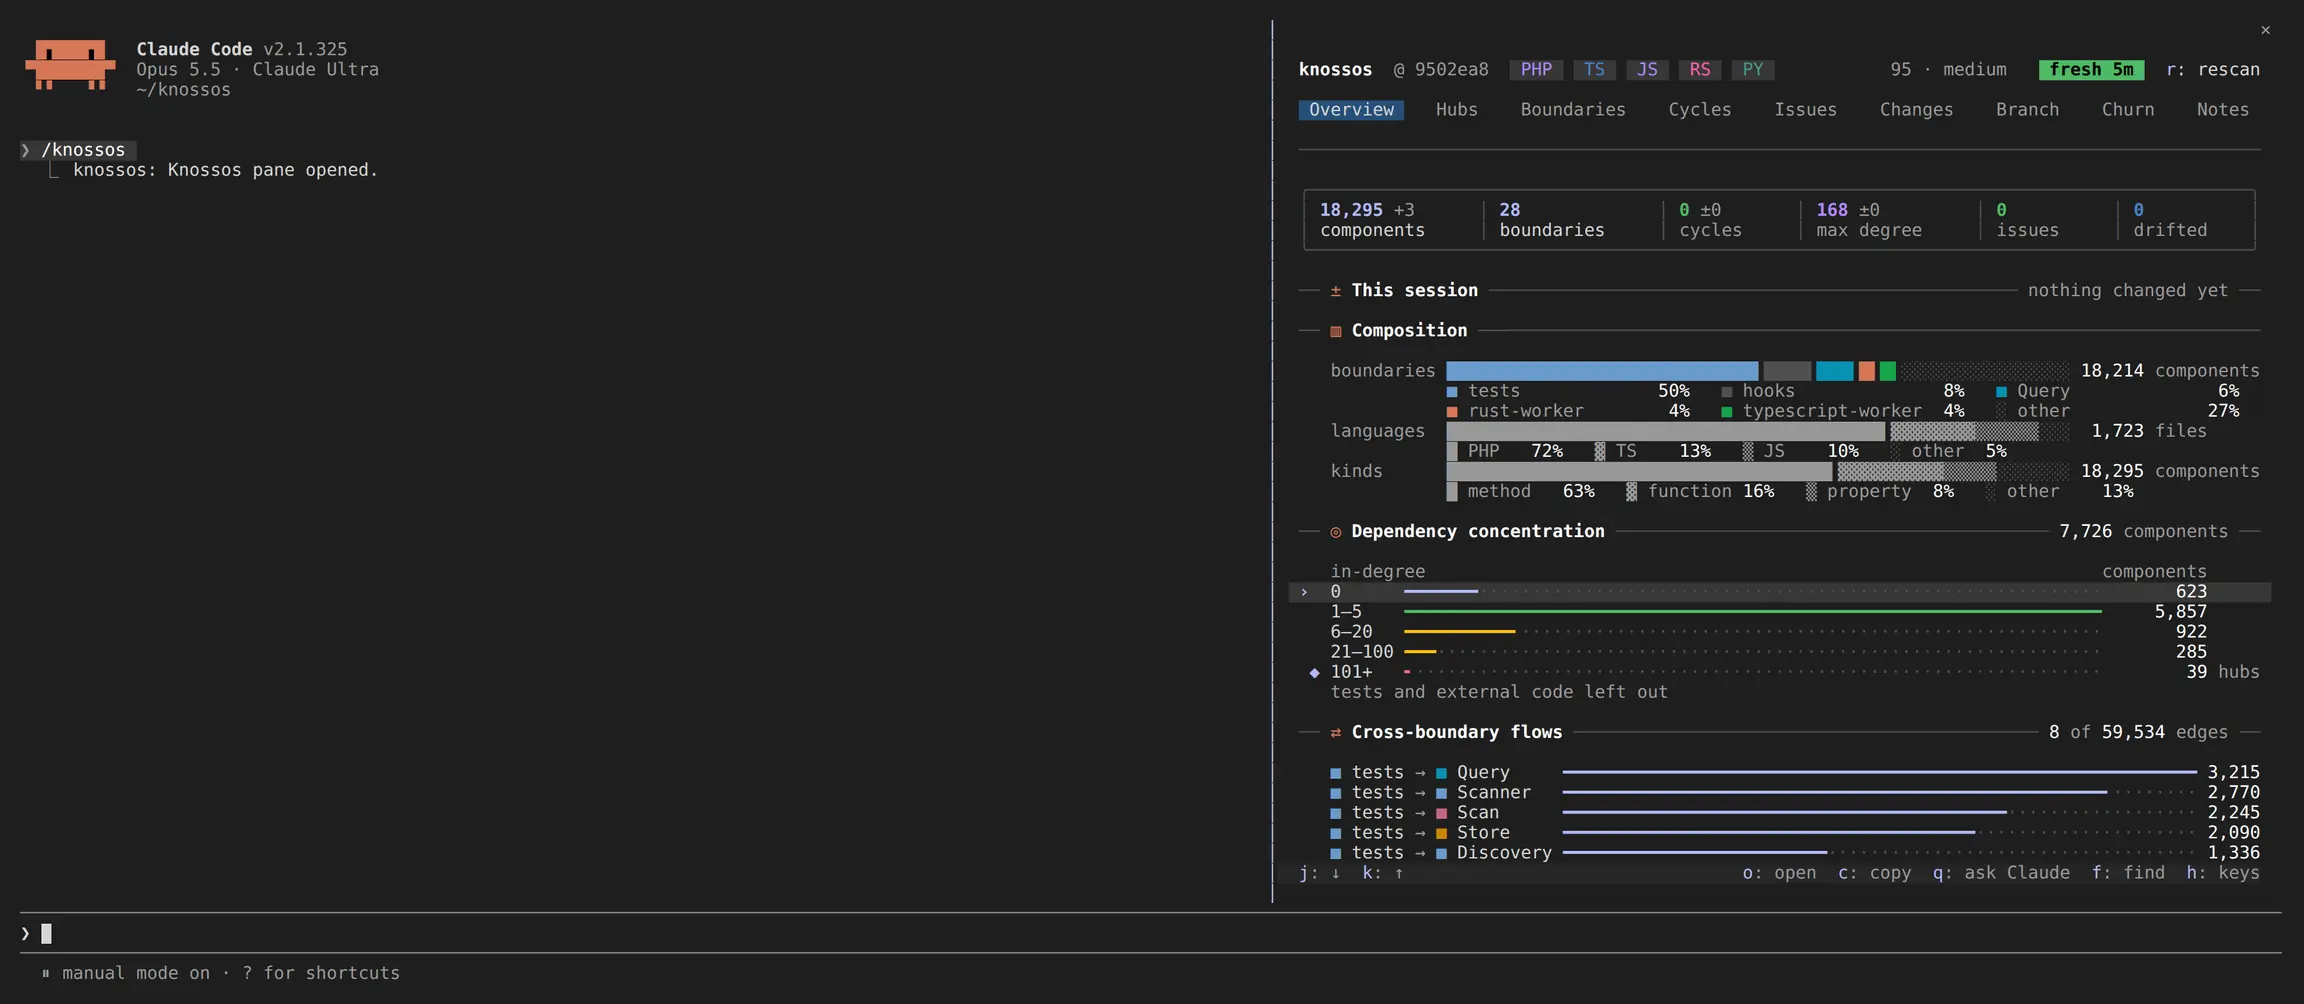 ×
Claude Code v2.1.325
Opus 5.5 · Claude Ultra
~/knossos
❯ /knossos
⎿ knossos: Knossos pane opened.
knossos @ 9502ea8 PHP TS JS RS PY 95 · medium fresh 5m r: rescan
Overview Hubs Boundaries Cycles Issues Changes Branch Churn Notes
18,295 +3 28 0 ±0 168 ±0 0 0
components boundaries cycles max degree issues drifted
± This session nothing changed yet
▥ Composition
boundaries 18,214 components
tests 50% hooks 8% Query 6%
rust-worker 4% typescript-worker 4% other 27%
languages 1,723 files
PHP 72% TS 13% JS 10% other 5%
kinds 18,295 components
method 63% function 16% property 8% other 13%
◎ Dependency concentration 7,726 components
in-degree components
› 0 623
1–5 5,857
6–20 922
21–100 285
◆ 101+ 39 hubs
tests and external code left out
⇄ Cross-boundary flows 8 of 59,534 edges
tests → Query 3,215
tests → Scanner 2,770
tests → Scan 2,245
tests → Store 2,090
tests → Discovery 1,336
j: ↓ k: ↑ o: open c: copy q: ask Claude f: find h: keys
❯
⏸ manual mode on · ? for shortcuts